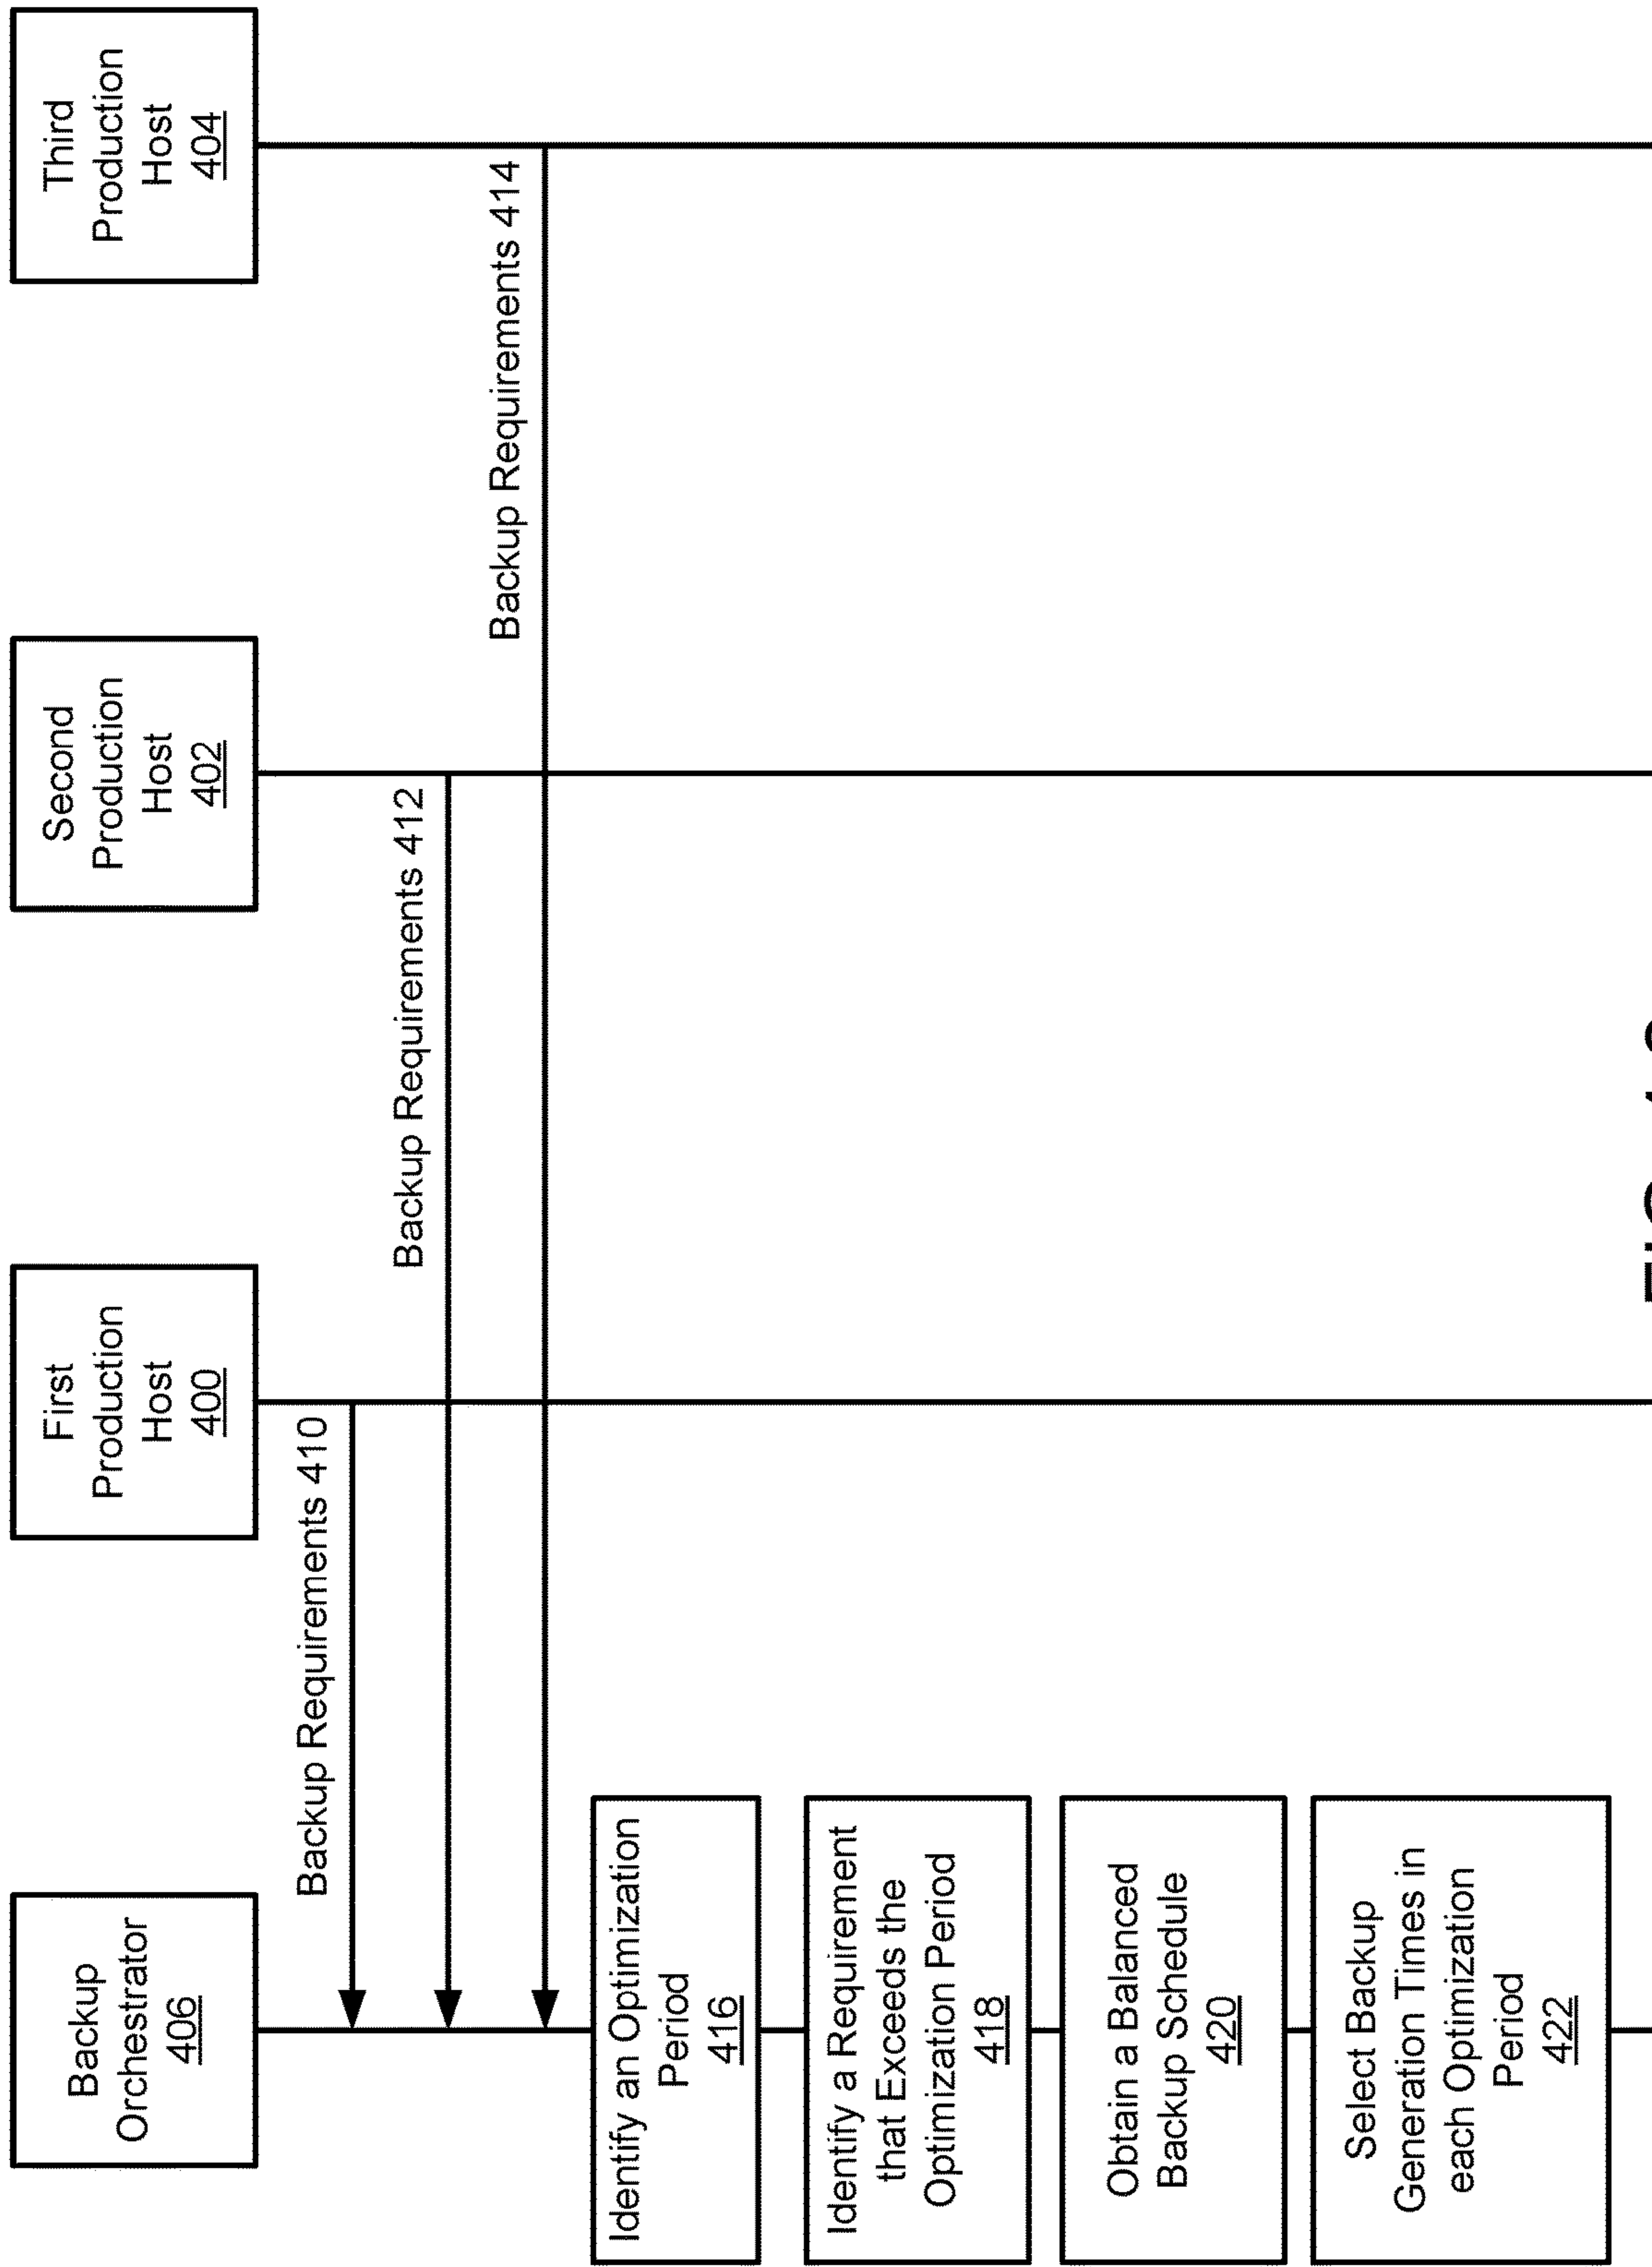 Backup
Orchestrator
406
First
Production
Host
400
Second
Production
Host
402
Third
Production
Host
404
Backup Requirements 410
Backup Requirements 412
Backup Requirements 414
Identify an Optimization
Period
416
Identify a Requirement
that Exceeds the
Optimization Period
418
Obtain a Balanced
Backup Schedule
420
Select Backup
Generation Times in
each Optimization
Period
422